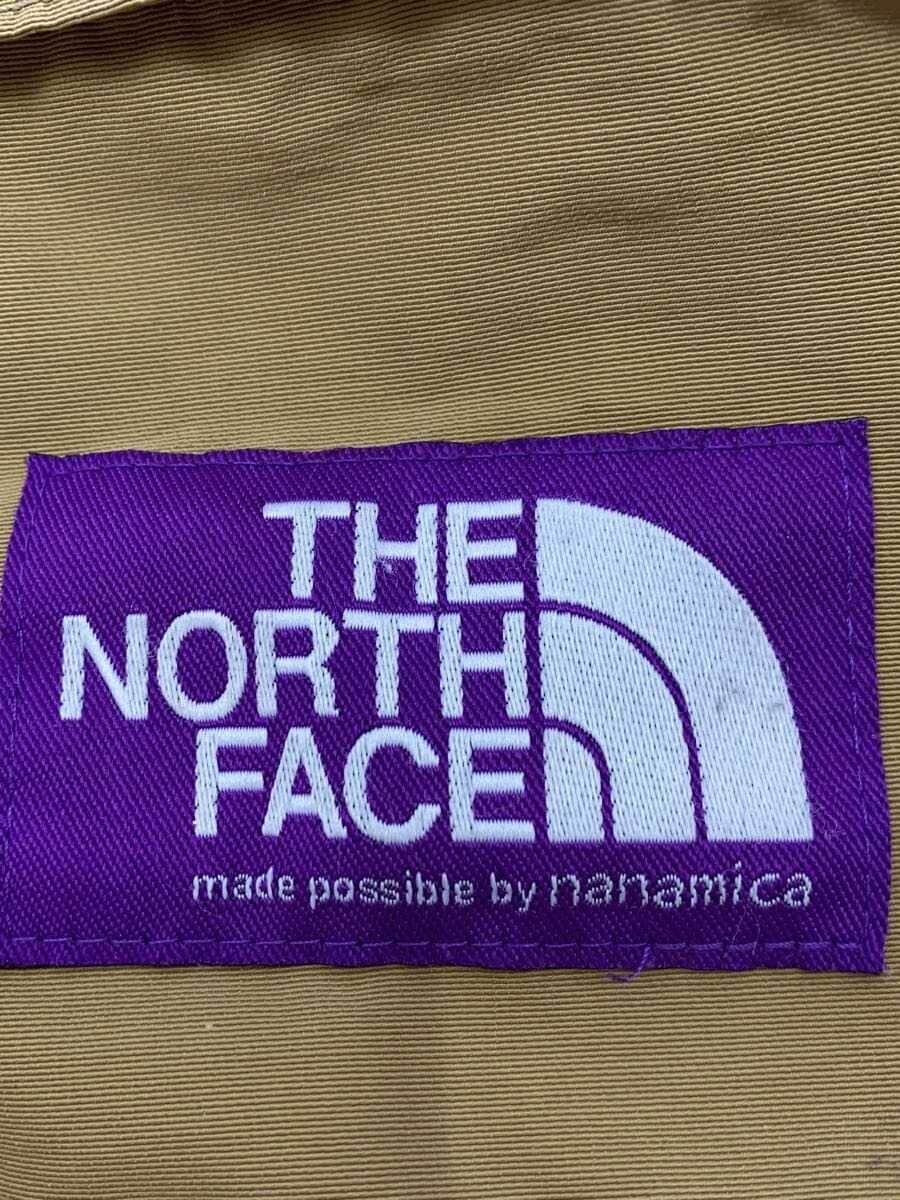 THE
NORTH
FACE
made possible by nanamica